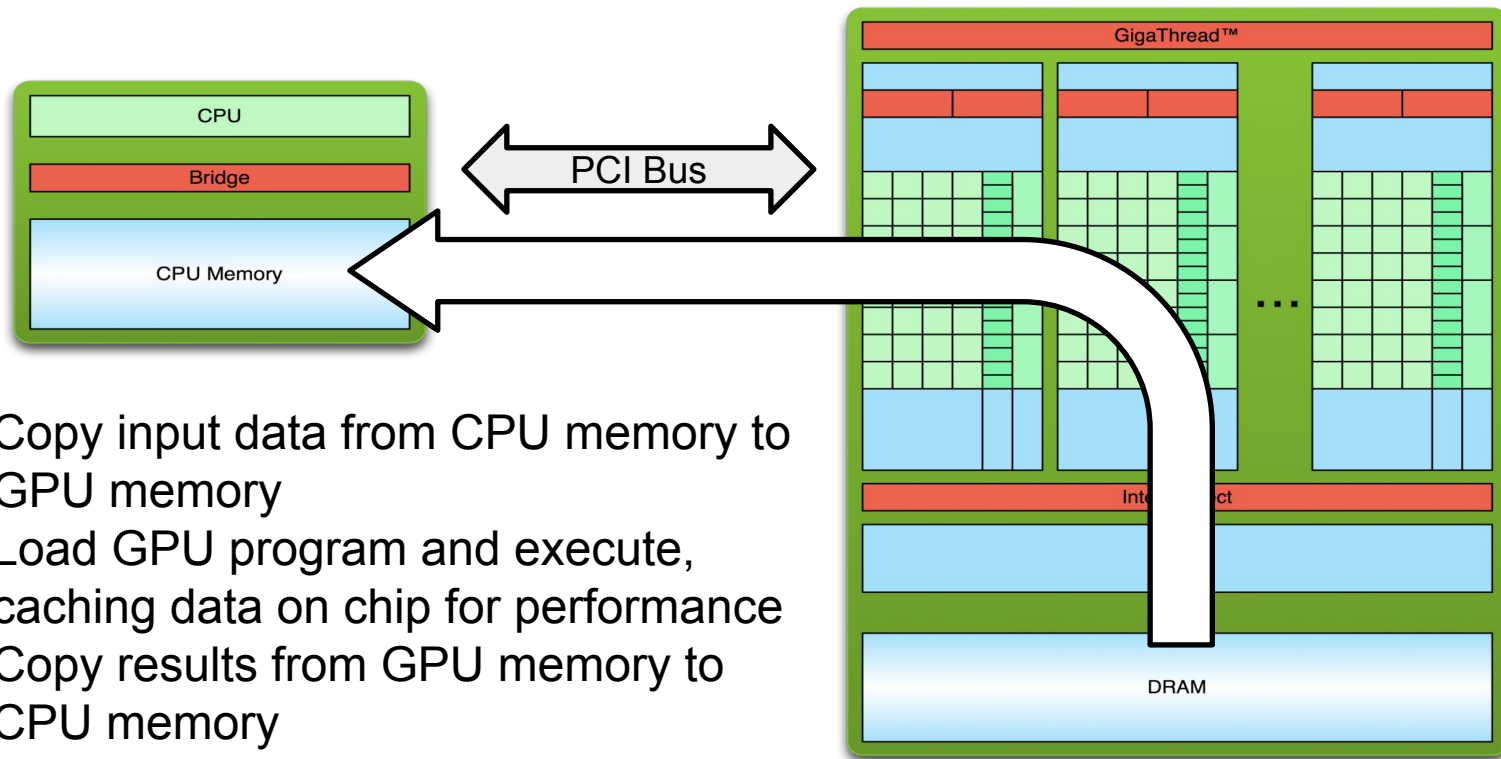 GigaThread™
CPU
Bridge
PCI Bus
CPU Memory
Copy input data from CPU memory to
GPU memory
Load GPU program and execute,
caching data on chip for performance
Copy results from GPU memory to
CPU memory
...
DRAM